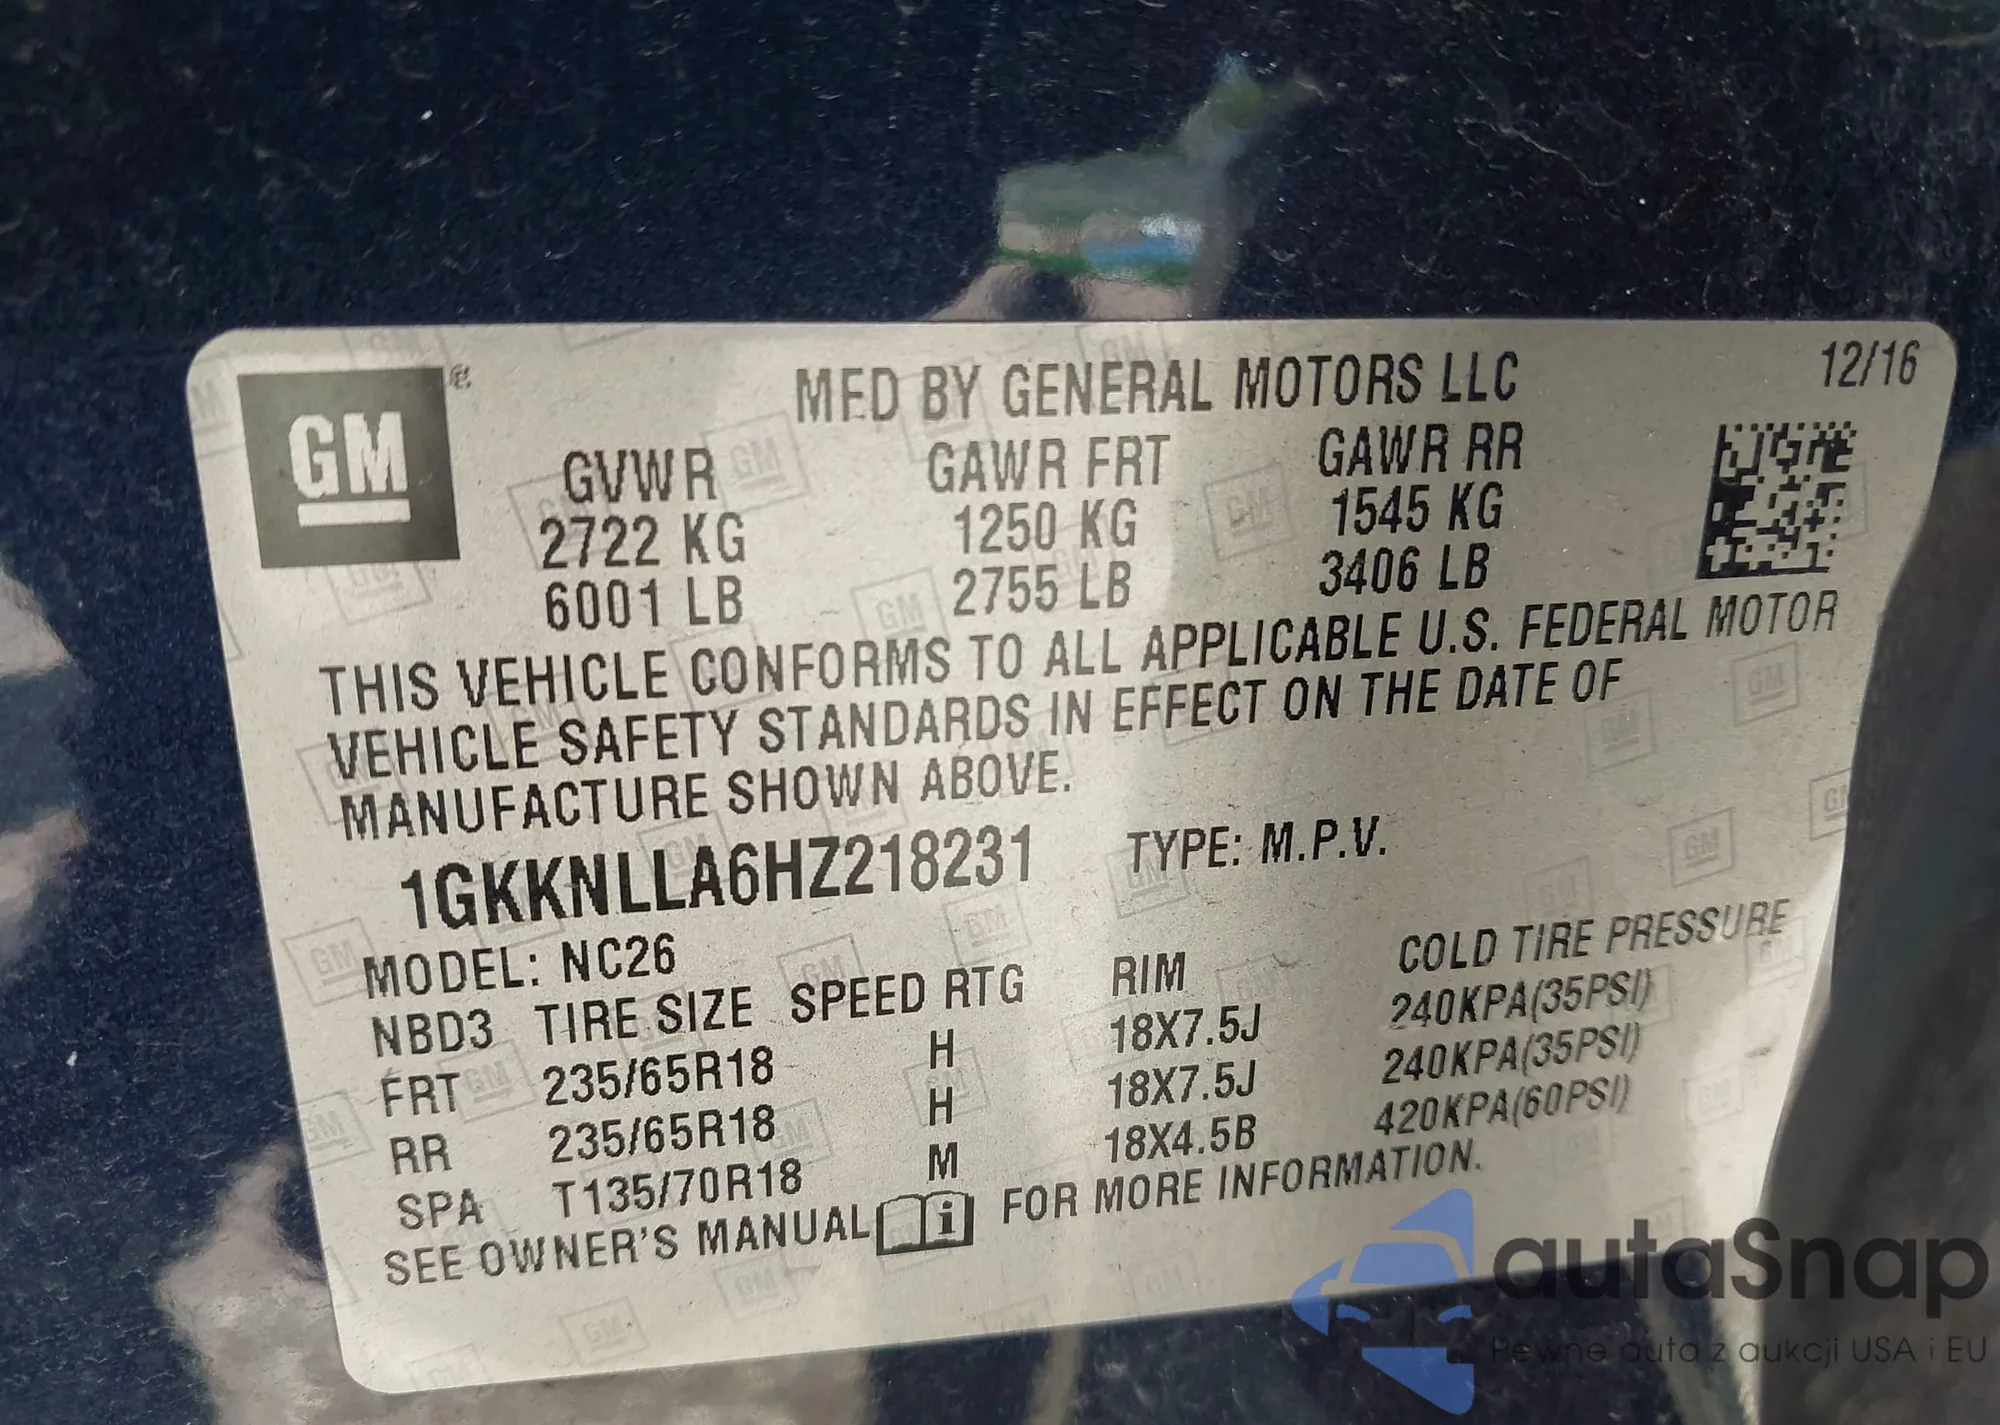 GM
MFD BY GENERAL MOTORS LLC
12/16
GVWR GAWR FRT GAWR RR
2722 KG 1250 KG 1545 KG
6001 LB 2755 LB 3406 LB
THIS VEHICLE CONFORMS TO ALL APPLICABLE U.S. FEDERAL MOTOR
VEHICLE SAFETY STANDARDS IN EFFECT ON THE DATE OF
MANUFACTURE SHOWN ABOVE.
1GKKNLLA6HZ218231 TYPE: M.P.V.
MODEL: NC26
NBD3 TIRE SIZE SPEED RTG RIM COLD TIRE PRESSURE
FRT 235/65R18 H 18X7.5J 240KPA(35PSI)
RR 235/65R18 H 18X7.5J 240KPA(35PSI)
SPA T135/70R18 M 18X4.5B 420KPA(60PSI)
SEE OWNER'S MANUAL i FOR MORE INFORMATION.
autaSnap
Pewne auta z aukcji USA i EU